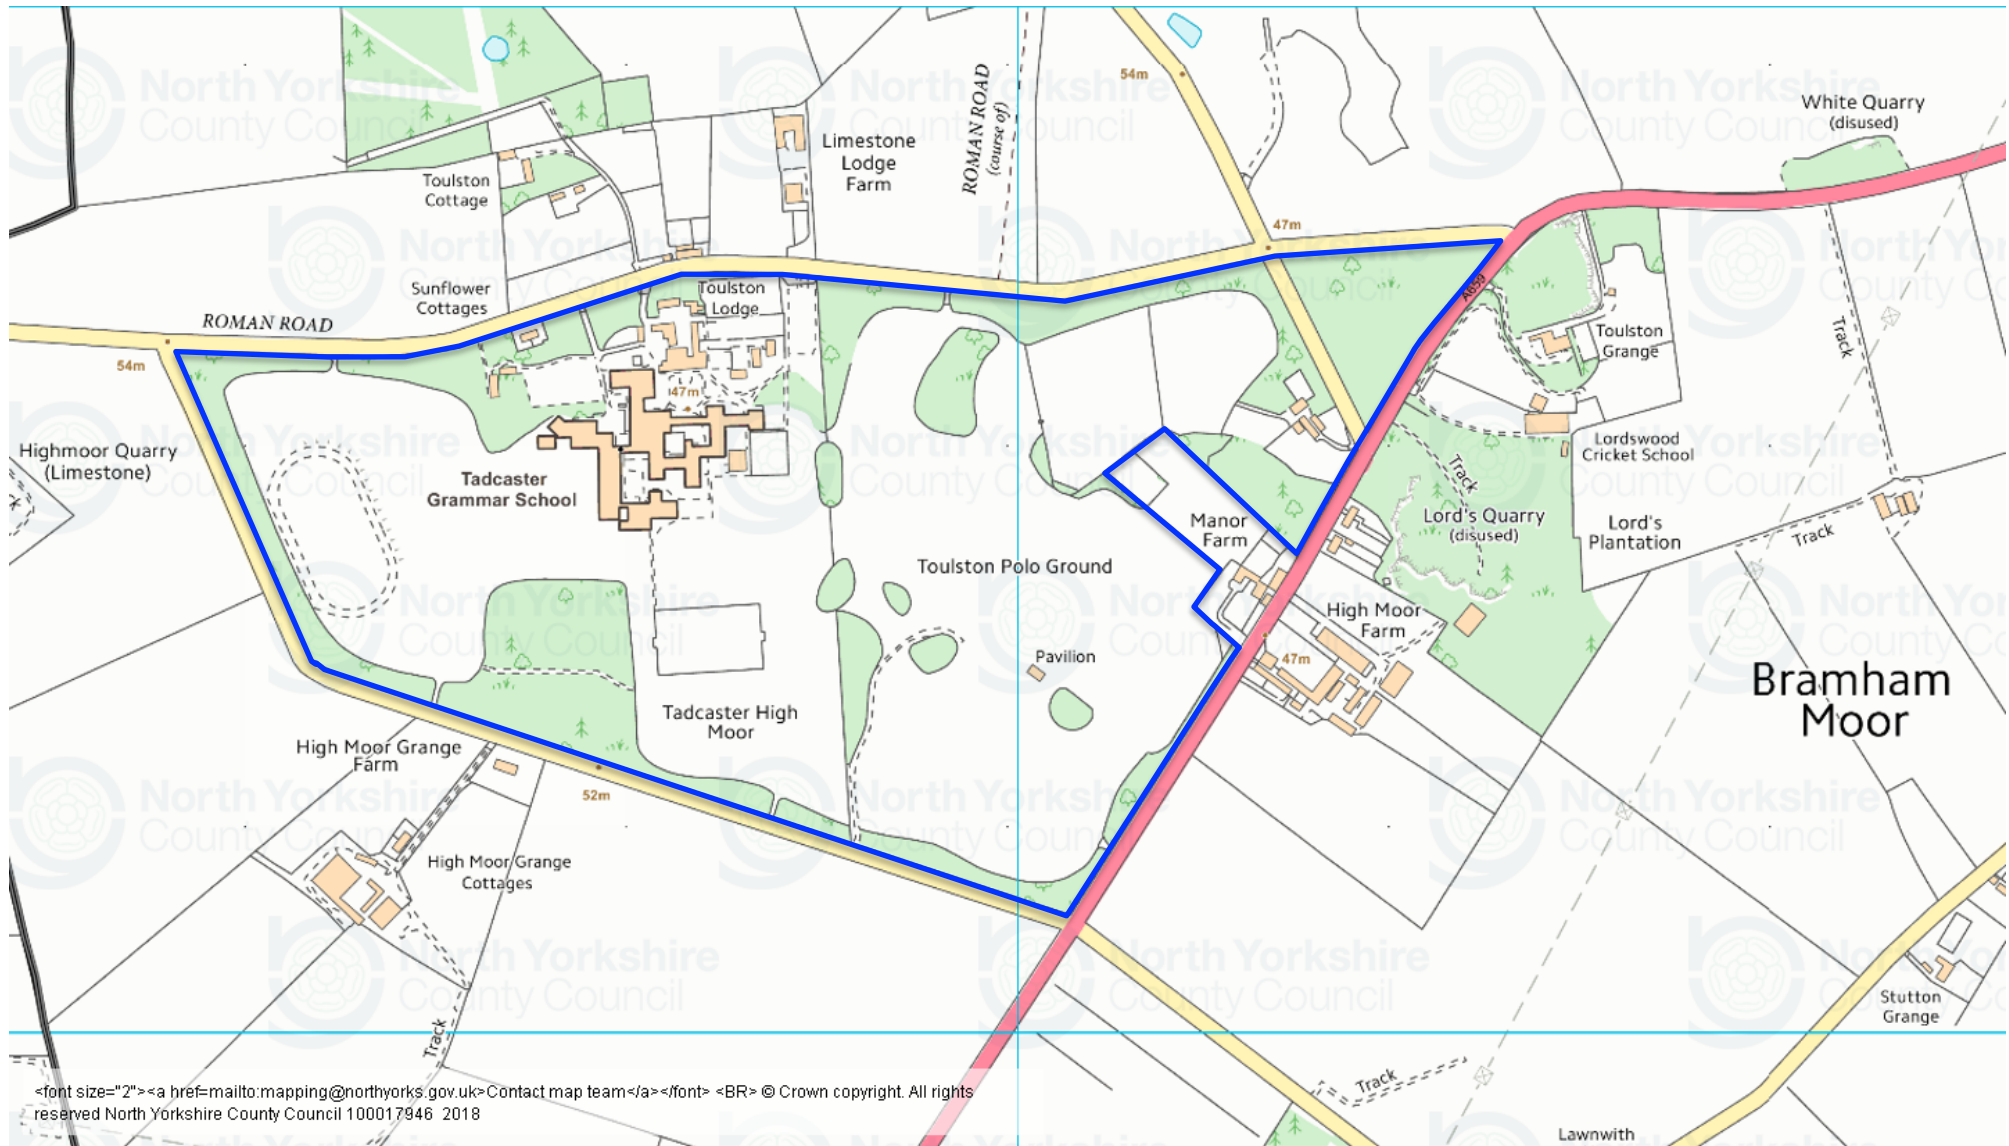 54m
ROMAN ROAD
(course of)
White Quarry
(disused)
Limestone
Lodge
Farm
Toulston
Cottage
47m
Sunflower
Cottages
Toulston
Lodge
A659
ROMAN ROAD
Toulston
Grange
Track
54m
47m
Highmoor Quarry
(Limestone)
Tadcaster
Grammar School
Lordswood
Cricket School
Track
Manor
Farm
Lord's Quarry
(disused)
Lord's
Plantation
Track
Toulston Polo Ground
High Moor
Farm
Pavilion
47m
Bramham
Moor
Tadcaster High
Moor
High Moor Grange
Farm
52m
High Moor Grange
Cottages
Stutton
Grange
Track
Track
<font size="2"><a href=mailto:mapping@northyorks.gov.uk>Contact map team</a></font> <BR> © Crown copyright. All rights
reserved North Yorkshire County Council 100017946 2018
Lawnwith
North Yorkshire
County Council